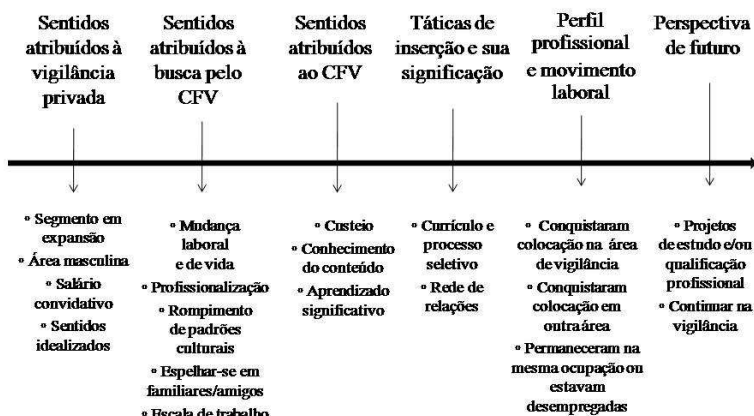 Sentidos
atribuídos à
vigilância
privada
Sentidos
atribuídos à
busca pelo
CFV
Sentidos
atribuídos
ao CFV
Táticas de
inserção e sua
significação
Perfil
profissional
e movimento
laboral
Perspectiva
de futuro
▫ Segmento em
expansão
▫ Área masculina
▫ Salário
convidativo
▫ Sentidos
idealizados
▫ Mudança
laboral
e de vida
▫ Profissionalização
▫ Rompimento
de padrões
culturais
▫ Espelhar-se em
familiares/amigos
▫ Escala de trabalho
▫ Custeio
▫ Conhecimento
do conteúdo
▫ Aprendizado
significativo
▫ Currículo e
processo
seletivo
▫ Rede de
relações
▫ Conquistaram
colocação na área
de vigilância
▫ Conquistaram
colocação em
outra área
▫ Permaneceram na
mesma ocupação ou
estavam
desempregadas
▫ Projetos
de estudo e/ou
qualificação
profissional
▫ Continuar na
vigilância